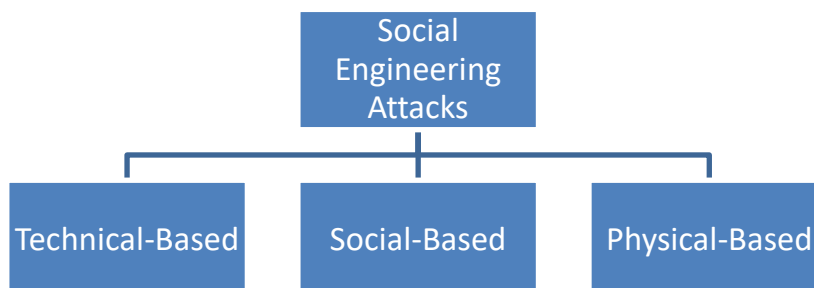 Social
Engineering
Attacks
Technical-Based
Social-Based
Physical-Based